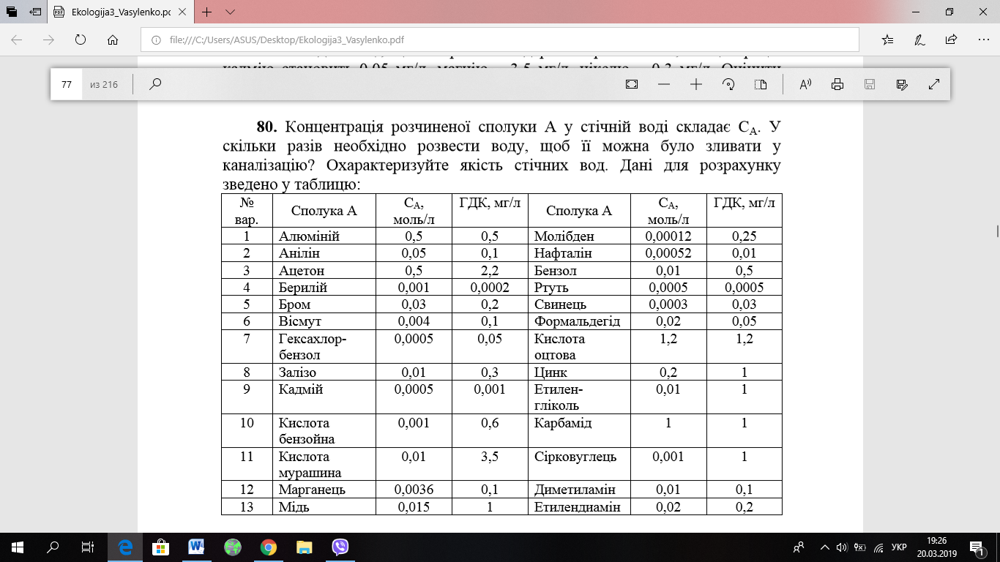 Ekologija3_Vasylenko.pd
file:///C:/Users/ASUS/Desktop/Ekologija3_Vasylenko.pdf
77 из 216
кадмію становить 0,05 мг/л, магнію – 3,5 мг/л, нікелю – 0,3 мг/л. Оцінити
80. Концентрація розчиненої сполуки А у стічній воді складає CА. У
скільки разів необхідно розвести воду, щоб її можна було зливати у
каналізацію? Охарактеризуйте якість стічних вод. Дані для розрахунку
зведено у таблицю:
№ вар. Сполука А CА, моль/л ГДК, мг/л Сполука А CА, моль/л ГДК, мг/л
1 Алюміній 0,5 0,5 Молібден 0,00012 0,25
2 Анілін 0,05 0,1 Нафталін 0,00052 0,01
3 Ацетон 0,5 2,2 Бензол 0,01 0,5
4 Берилій 0,001 0,0002 Ртуть 0,0005 0,0005
5 Бром 0,03 0,2 Свинець 0,0003 0,03
6 Вісмут 0,004 0,1 Формальдегід 0,02 0,05
7 Гексахлор- 0,0005 0,05 Кислота 1,2 1,2
бензол оцтова
8 Залізо 0,01 0,3 Цинк 0,2 1
9 Кадмій 0,0005 0,001 Етилен- 0,01 1
гліколь
10 Кислота 0,001 0,6 Карбамід 1 1
бензойна
11 Кислота 0,01 3,5 Сірковуглець 0,001 1
мурашина
12 Марганець 0,0036 0,1 Диметиламін 0,01 0,1
13 Мідь 0,015 1 Етилендиамін 0,02 0,2
УКР
19:26
20.03.2019
1